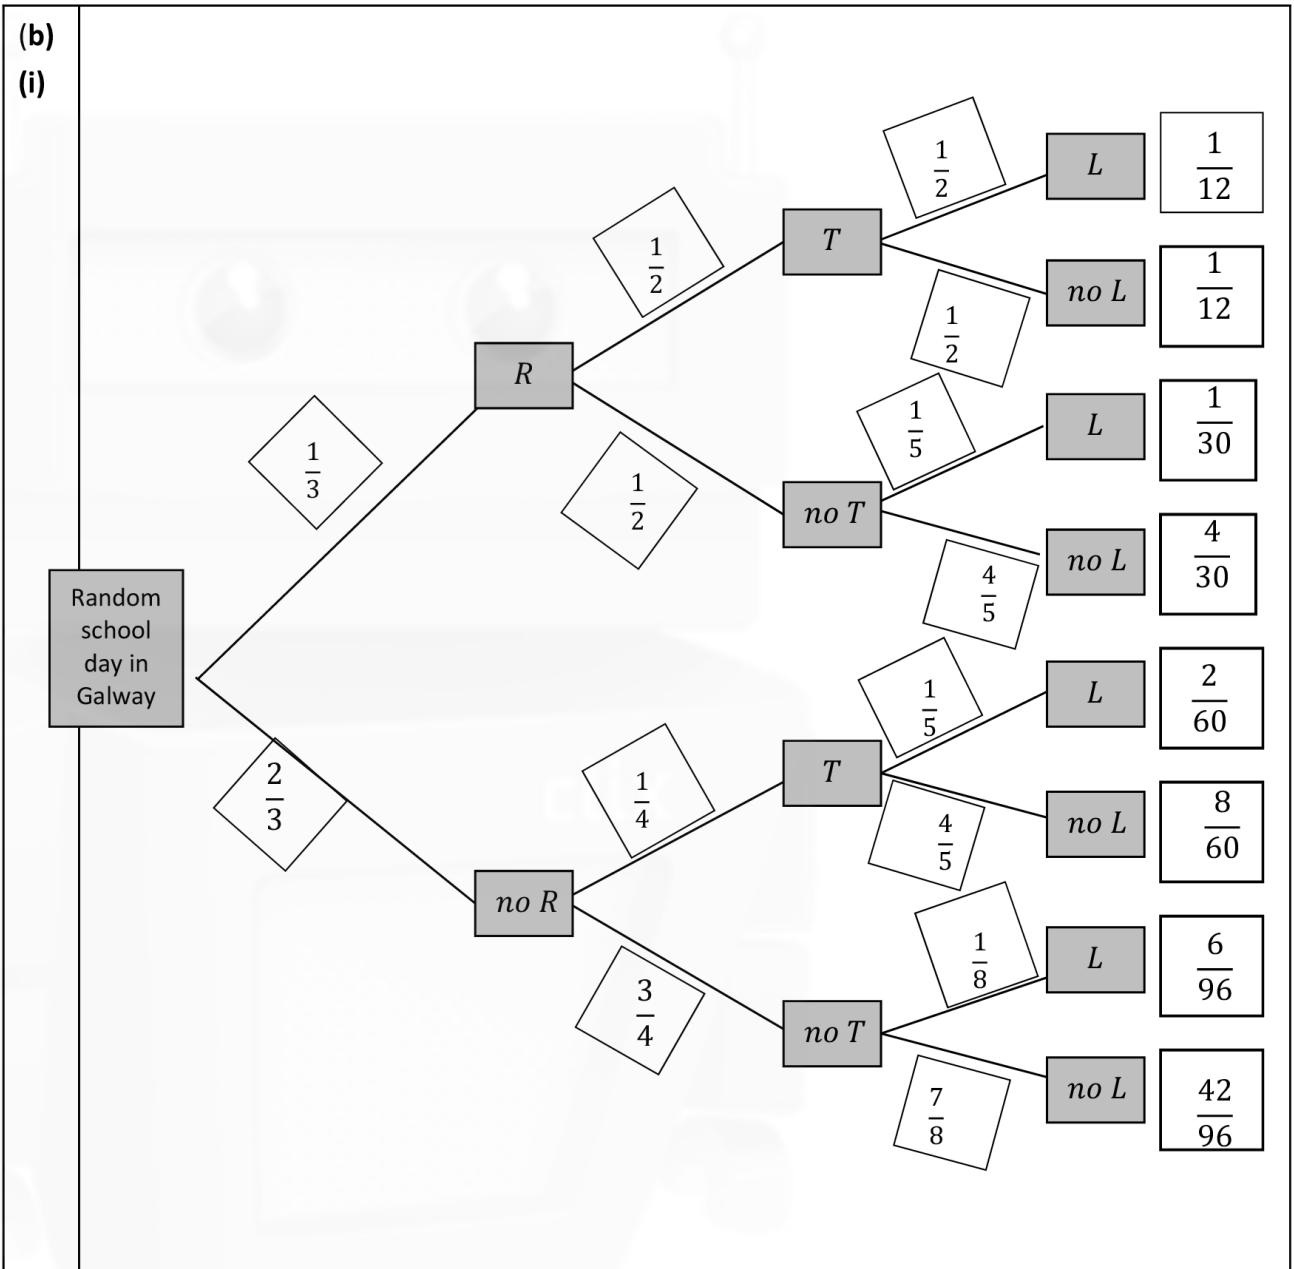 (b)
(i)
1/2
L
1/12
1/2
T
no L
1/12
1/2
R
1/5
L
1/30
1/3
1/2
no T
no L
4/30
4/5
Random
school
day in
Galway
1/5
L
2/60
2/3
1/4
T
no L
8/60
4/5
no R
1/8
L
6/96
3/4
no T
no L
42/96
7/8